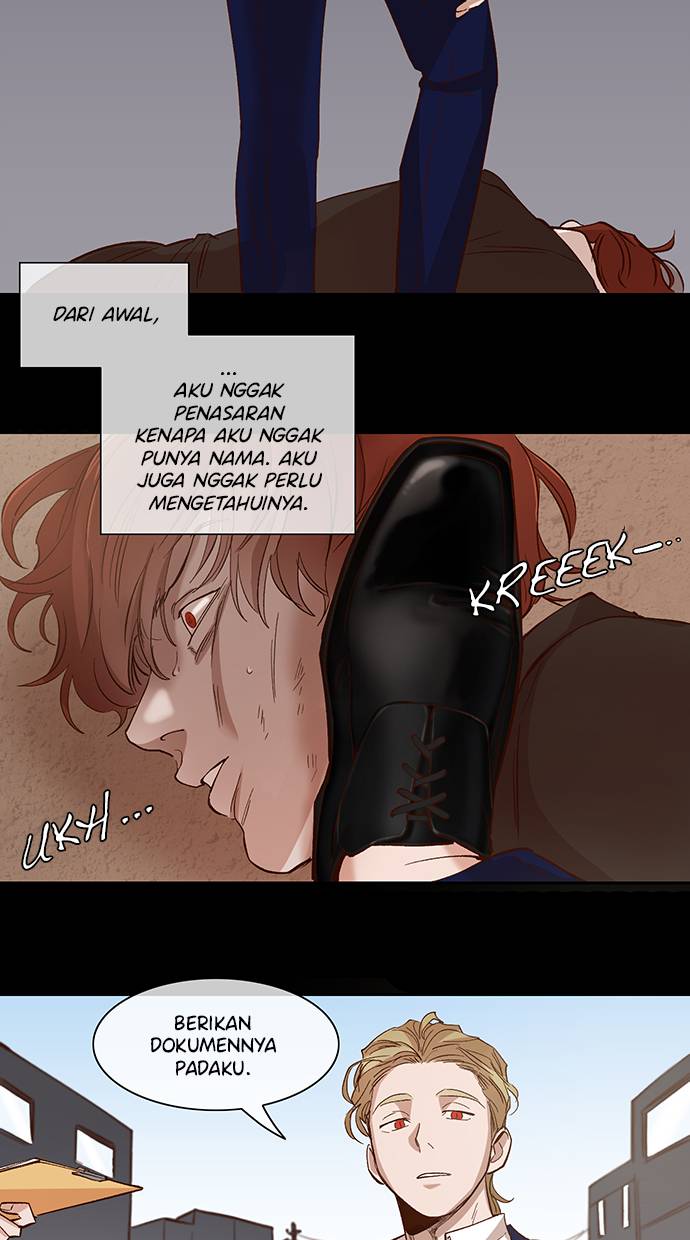 DARI AWAL,
...
AKU NGGAK
PENASARAN
KENAPA AKU NGGAK
PUNYA NAMA. AKU
JUGA NGGAK PERLU
MENGETAHUINYA.
KREEEK—...
UKH...
BERIKAN
DOKUMENNYA
PADAKU.